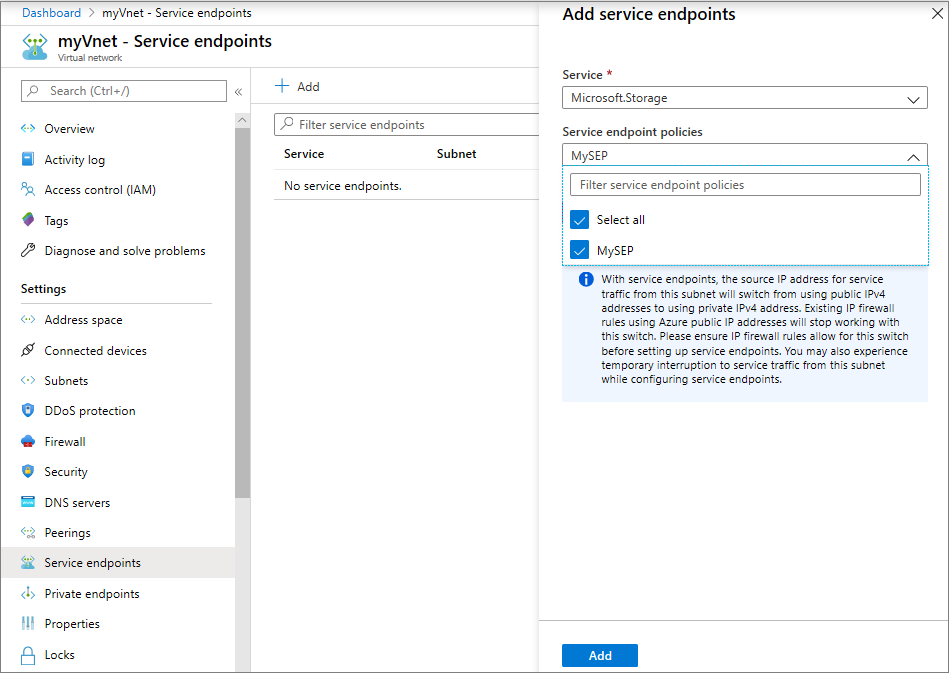 Dashboard > myVnet - Service endpoints
myVnet - Service endpoints
Virtual network
Search (Ctrl+/)
«
Overview
Activity log
Access control (IAM)
Tags
Diagnose and solve problems
Settings
Address space
Connected devices
Subnets
DDoS protection
Firewall
Security
DNS servers
Peerings
Service endpoints
Private endpoints
Properties
Locks
+ Add
Filter service endpoints
Service Subnet
No service endpoints.
Add service endpoints
Service *
Microsoft.Storage
Service endpoint policies
MySEP
Filter service endpoint policies
Select all
MySEP
With service endpoints, the source IP address for service
traffic from this subnet will switch from using public IPv4
addresses to using private IPv4 address. Existing IP firewall
rules using Azure public IP addresses will stop working with
this switch. Please ensure IP firewall rules allow for this switch
before setting up service endpoints. You may also experience
temporary interruption to service traffic from this subnet
while configuring service endpoints.
Add